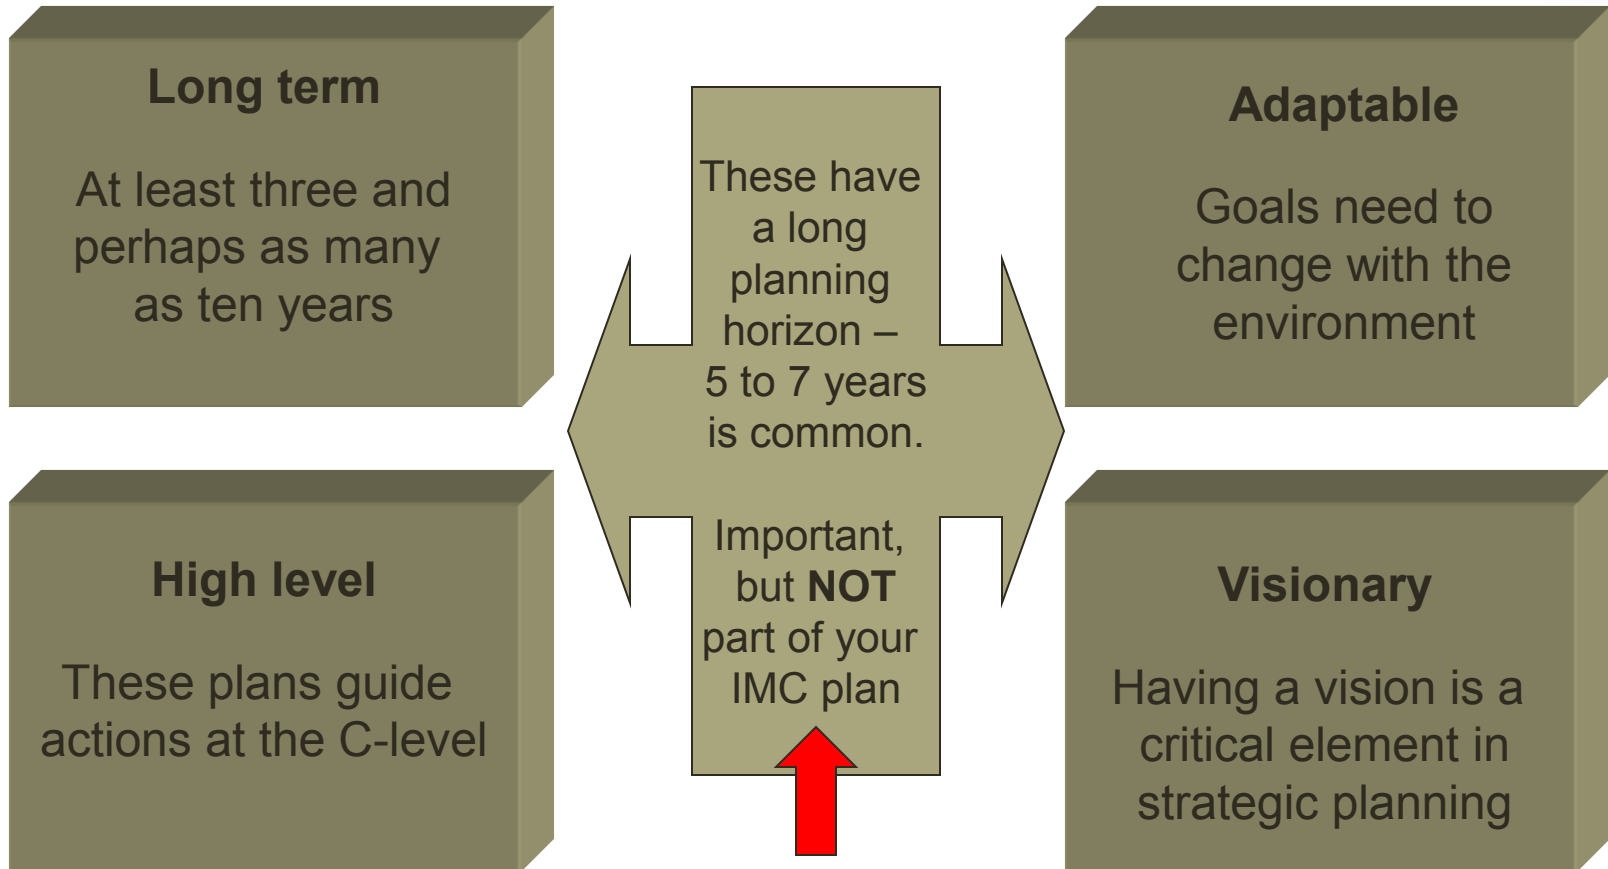 Long term
At least three and
perhaps as many
as ten years
High level
These plans guide
actions at the C-level
These have
a long
planning
horizon –
5 to 7 years
is common.
Important,
but NOT
part of your
IMC plan
Adaptable
Goals need to
change with the
environment
Visionary
Having a vision is a
critical element in
strategic planning